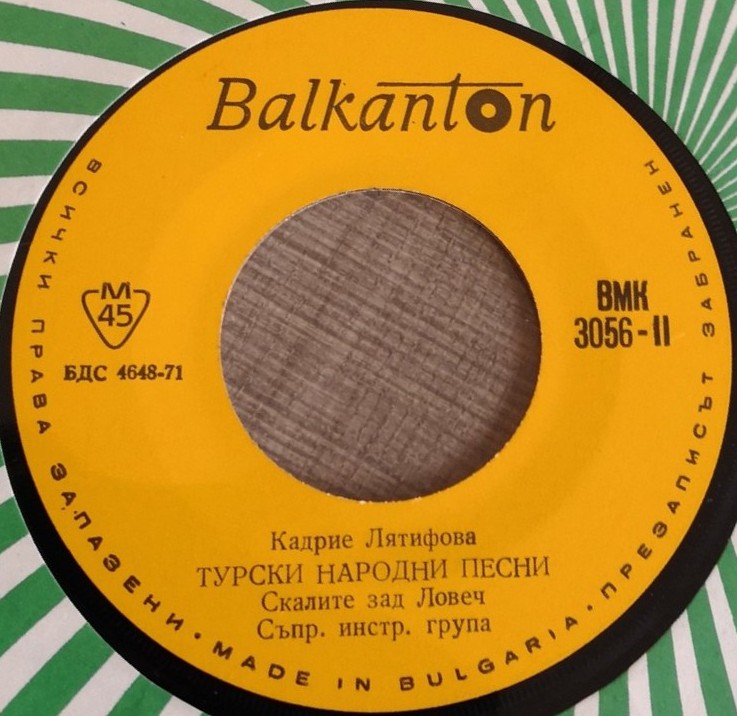 Balkanton
ВСИЧКИ ПРАВА ЗАПАЗЕНИ • MADE IN BULGARIA • ПРЕЗАПИСЪТ ЗАБРАНЕН
М
45
БДС 4648-71
ВМК
3056-II
Кадрие Лятифова
ТУРСКИ НАРОДНИ ПЕСНИ
Скалите зад Ловеч
Съпр. инстр. група